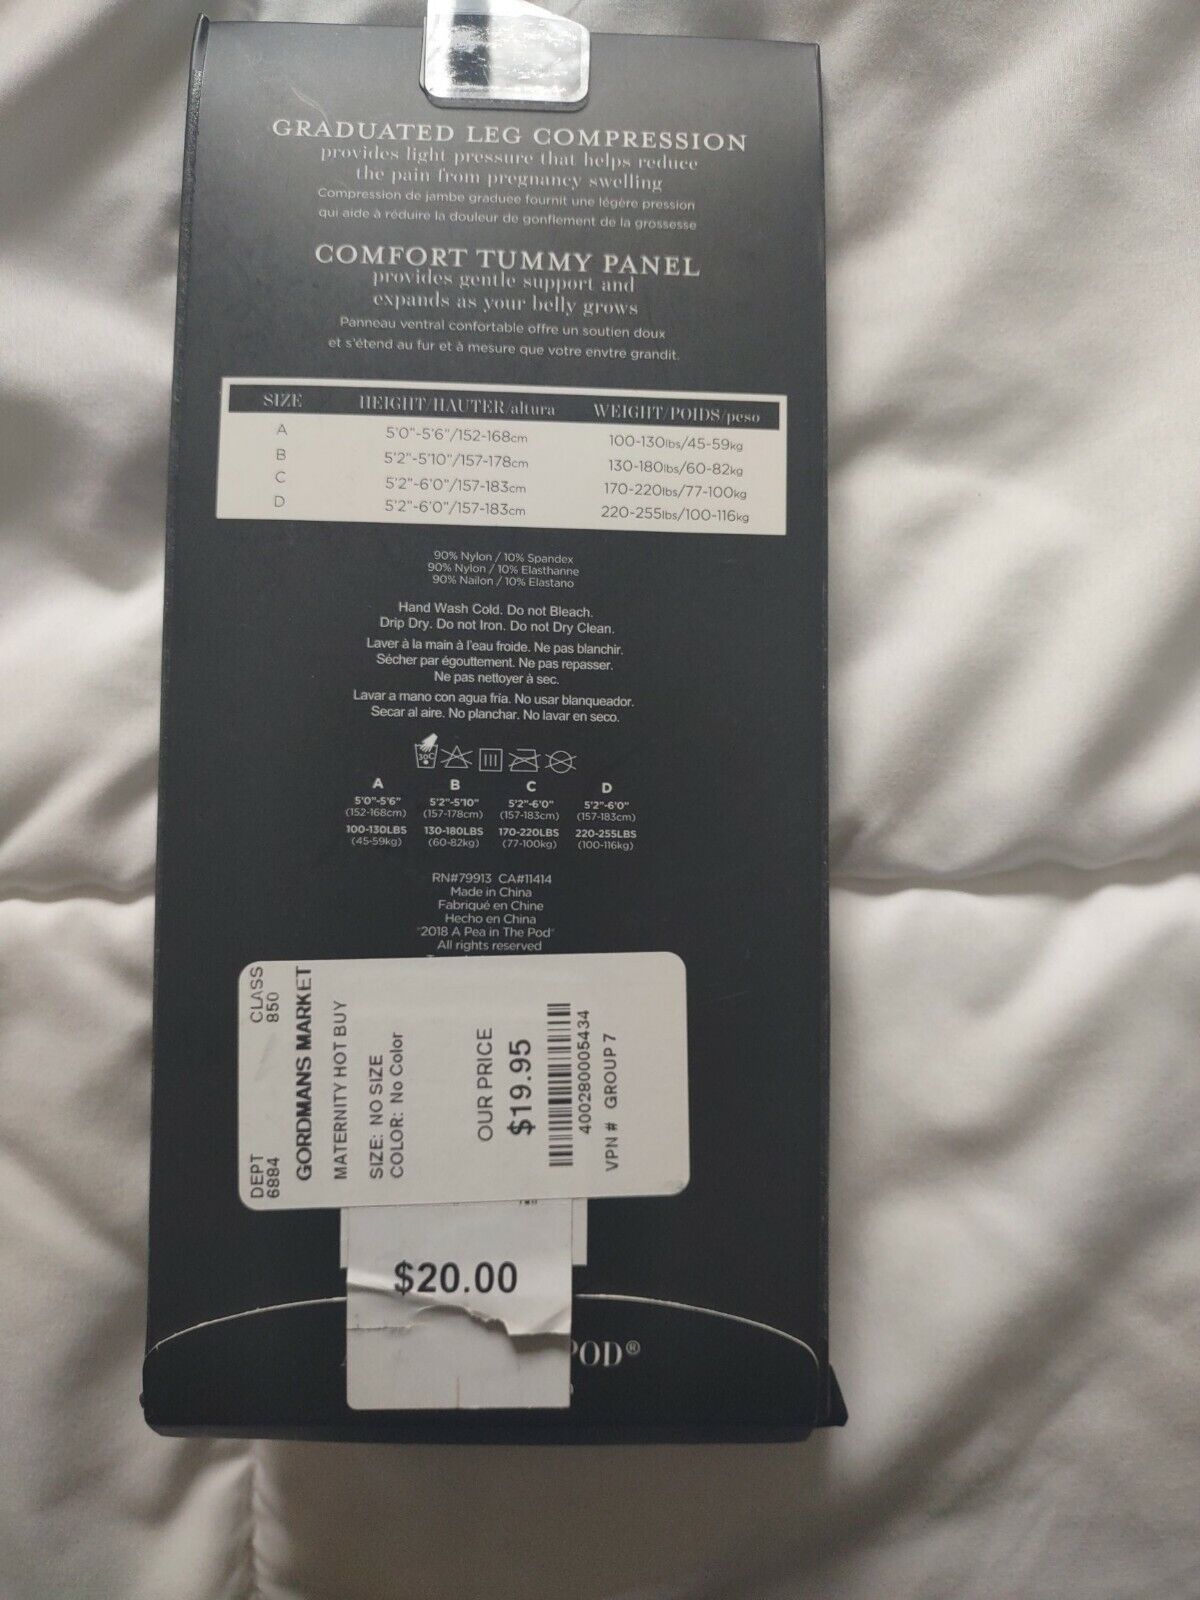 GRADUATED LEG COMPRESSION
provides light pressure that helps reduce
the pain from pregnancy swelling
Compression de jambe graduee fournit une légère pression
qui aide à réduire la douleur de gonflement de la grossesse
COMFORT TUMMY PANEL
provides gentle support and
expands as your belly grows
Panneau ventral confortable offre un soutien doux
et s'étend au fur et à mesure que votre envtre grandit.
SIZE HEIGHT/HAUTER/altura WEIGHT/POIDS/peso
A 5'0"-5'6"/152-168cm 100-130lbs/45-59kg
B 5'2"-5'10"/157-178cm 130-180lbs/60-82kg
C 5'2"-6'0"/157-183cm 170-220lbs/77-100kg
D 5'2"-6'0"/157-183cm 220-255lbs/100-116kg
90% Nylon / 10% Spandex
90% Nylon / 10% Elasthanne
90% Nailon / 10% Elastano
Hand Wash Cold. Do not Bleach.
Drip Dry. Do not Iron. Do not Dry Clean.
Laver à la main à l'eau froide. Ne pas blanchir.
Sécher par égouttement. Ne pas repasser.
Ne pas nettoyer à sec.
Lavar a mano con agua fría. No usar blanqueador.
Secar al aire. No planchar. No lavar en seco.
30C
A B C D
5'0"-5'6" 5'2"-5'10" 5'2"-6'0" 5'2"-6'0"
(152-168cm) (157-178cm) (157-183cm) (157-183cm)
100-130LBS 130-180LBS 170-220LBS 220-255LBS
(45-59kg) (60-82kg) (77-100kg) (100-116kg)
RN#79913 CA#11414
Made in China
Fabriqué en Chine
Hecho en China
"2018 A Pea in The Pod"
All rights reserved
DEPT CLASS
6884 850
GORDMANS MARKET
MATERNITY HOT BUY
SIZE: NO SIZE
COLOR: No Color
OUR PRICE
$19.95
400280005434
VPN # GROUP7
$20.00
POD®